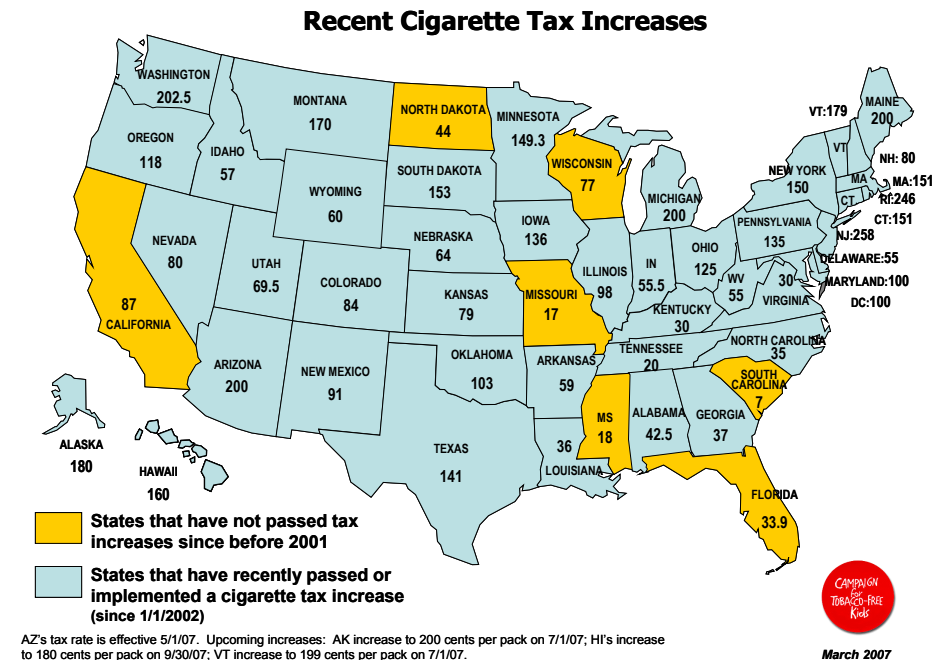 Recent Cigarette Tax Increases
WASHINGTON
202.5
MONTANA
170
NORTH DAKOTA
44
MINNESOTA
149.3
MAINE
200
VT:179
OREGON
118
IDAHO
57
SOUTH DAKOTA
153
WISCONSIN
77
MICHIGAN
200
NEW YORK
150
VT
NH: 80
MA
MA:151
RI:246
CT
CT:151
WYOMING
60
IOWA
136
PENNSYLVANIA
135
NJ:258
NEVADA
80
UTAH
69.5
COLORADO
84
NEBRASKA
64
ILLINOIS
98
IN
55.5
OHIO
125
WV
55
30
VIRGINIA
DELAWARE:55
MARYLAND:100
DC:100
87
CALIFORNIA
KANSAS
79
MISSOURI
17
KENTUCKY
30
ARIZONA
200
NEW MEXICO
91
OKLAHOMA
103
ARKANSAS
59
TENNESSEE
20
NORTH CAROLINA
35
SOUTH
CAROLINA
7
TEXAS
141
36
LOUISIANA
MS
18
ALABAMA
42.5
GEORGIA
37
FLORIDA
33.9
ALASKA
180
HAWAII
160
States that have not passed tax
increases since before 2001
States that have recently passed or
implemented a cigarette tax increase
(since 1/1/2002)
CAMPAIGN
for
TOBACCO-FREE
Kids
AZ's tax rate is effective 5/1/07.  Upcoming increases:  AK increase to 200 cents per pack on 7/1/07; HI's increase
to 180 cents per pack on 9/30/07; VT increase to 199 cents per pack on 7/1/07.
March 2007